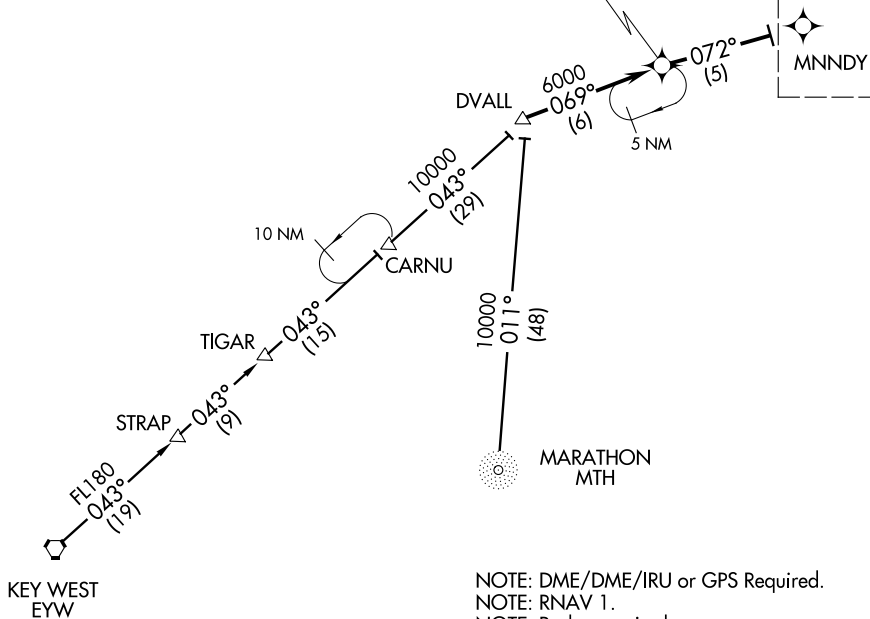 072°
(5)
MNNDY
6000
069°
(6)
DVALL
5 NM
10000
043°
(29)
10 NM
CARNU
043°
(15)
10000
011°
(48)
TIGAR
043°
(9)
STRAP
FL180
043°
(19)
MARATHON
MTH
KEY WEST
EYW
NOTE: DME/DME/IRU or GPS Required.
NOTE: RNAV 1.